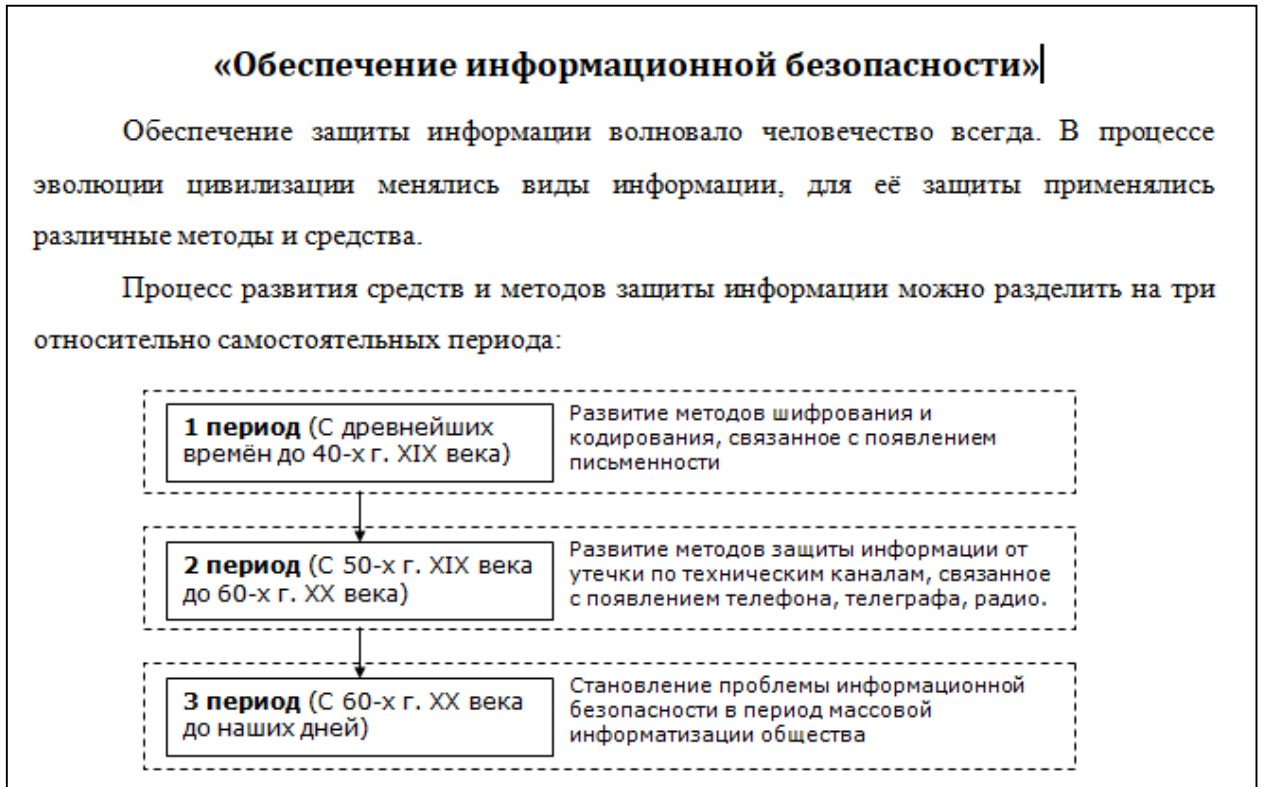 «Обеспечение информационной безопасности»
Обеспечение защиты информации волновало человечество всегда. В процессе
эволюции цивилизации менялись виды информации, для её защиты применялись
различные методы и средства.
Процесс развития средств и методов защиты информации можно разделить на три
относительно самостоятельных периода:
1 период (С древнейших
времён до 40-х г. XIX века)
Развитие методов шифрования и
кодирования, связанное с появлением
письменности
2 период (С 50-х г. XIX века
до 60-х г. XX века)
Развитие методов защиты информации от
утечки по техническим каналам, связанное
с появлением телефона, телеграфа, радио.
3 период (С 60-х г. XX века
до наших дней)
Становление проблемы информационной
безопасности в период массовой
информатизации общества